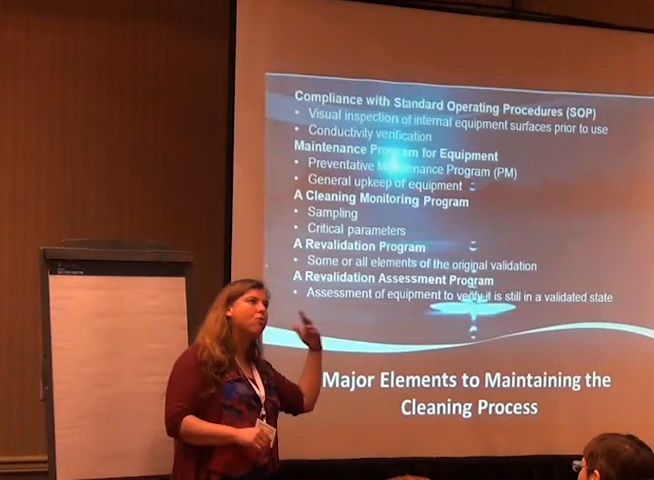 Compliance with Standard Operating Procedures (SOP)
• Visual inspection of internal equipment surfaces prior to use
• Conductivity verification
Maintenance Program for Equipment
• Preventative Maintenance Program (PM)
• General upkeep of equipment
A Cleaning Monitoring Program
• Sampling
• Critical parameters
A Revalidation Program
• Some or all elements of the original validation
A Revalidation Assessment Program
• Assessment of equipment to verify it is still in a validated state
Major Elements to Maintaining the
Cleaning Process